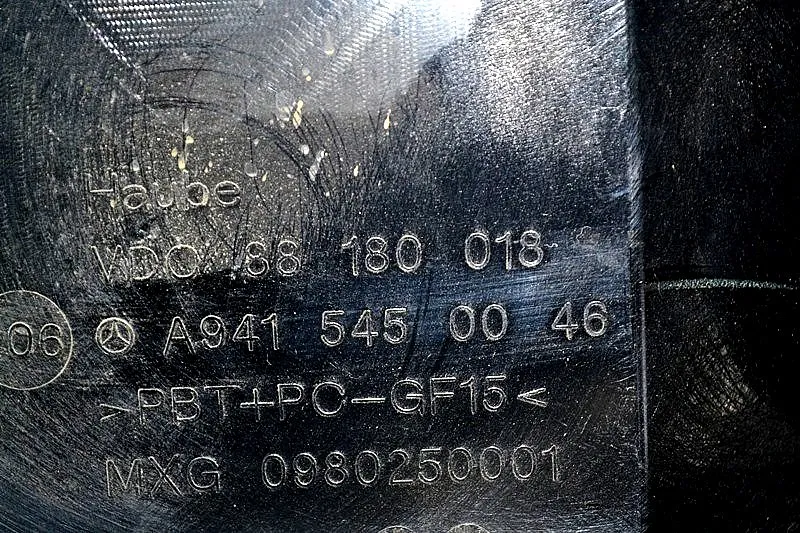 Haube
VDO 88 180 018
06 A941 545 00 46
>PBT+PC-GF15<
MXG 0980250001